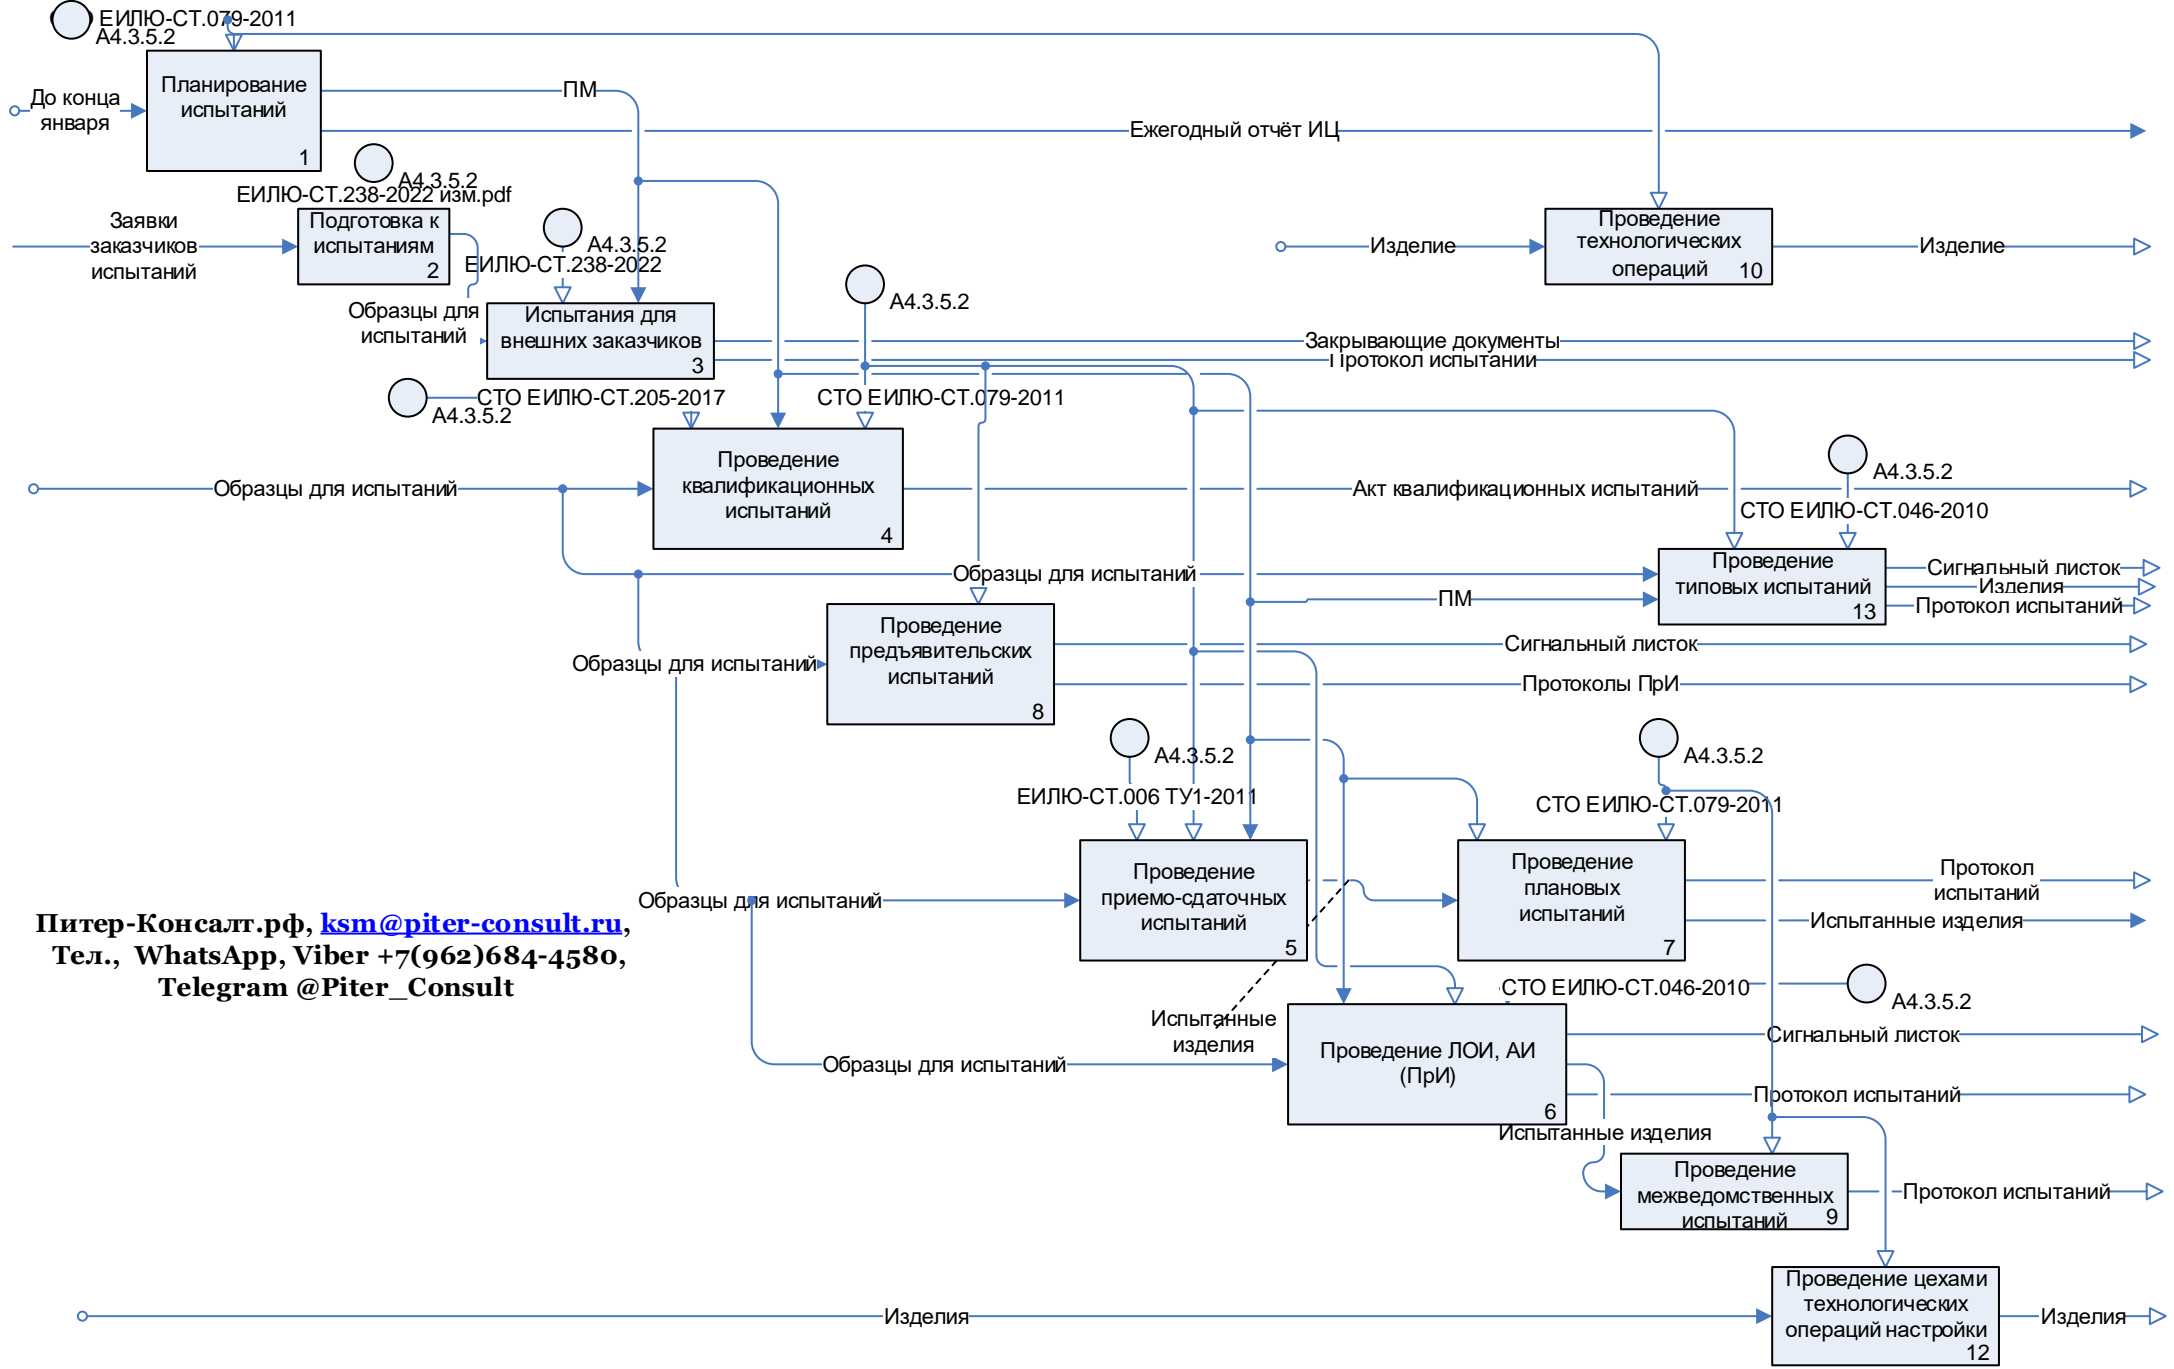 ЕИЛЮ-СТ.079-2011
А4.3.5.2
Планирование
испытаний
1
До конца
января
ПМ
Ежегодный отчёт ИЦ
А4.3.5.2
ЕИЛЮ-СТ.238-2022 изм.pdf
Заявки
заказчиков
испытаний
Подготовка к
испытаниям
2
А4.3.5.2
ЕИЛЮ-СТ.238-2022
Изделие
Проведение
технологических
операций
10
Изделие
Образцы для
испытаний
Испытания для
внешних заказчиков
3
А4.3.5.2
Закрывающие документы
Протокол испытаний
А4.3.5.2
СТО ЕИЛЮ-СТ.205-2017
СТО ЕИЛЮ-СТ.079-2011
Образцы для испытаний
Проведение
квалификационных
испытаний
4
Акт квалификационных испытаний
А4.3.5.2
СТО ЕИЛЮ-СТ.046-2010
Образцы для испытаний
ПМ
Проведение
типовых испытаний
13
Сигнальный листок
Изделия
Протокол испытаний
Образцы для испытаний
Проведение
предъявительских
испытаний
8
Сигнальный листок
Протоколы ПрИ
А4.3.5.2
ЕИЛЮ-СТ.006 ТУ1-2011
А4.3.5.2
СТО ЕИЛЮ-СТ.079-2011
Образцы для испытаний
Проведение
приемо-сдаточных
испытаний
5
Проведение
плановых
испытаний
7
Протокол
испытаний
Испытанные изделия
Питер-Консалт.рф, ksm@piter-consult.ru,
Тел., WhatsApp, Viber +7(962)684-4580,
Telegram @Piter_Consult
СТО ЕИЛЮ-СТ.046-2010
А4.3.5.2
Испытанные
изделия
Образцы для испытаний
Проведение ЛОИ, АИ
(ПрИ)
6
Сигнальный листок
Протокол испытаний
Испытанные изделия
Проведение
межведомственных
испытаний
9
Протокол испытаний
Изделия
Проведение цехами
технологических
операций настройки
12
Изделия